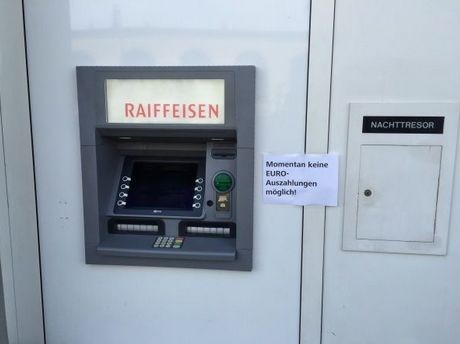 RAIFFEISEN
Momentan keine
EURO-
Auszahlungen
möglich!
NACHTTRESOR